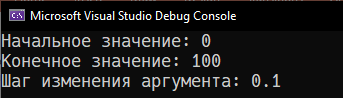 Microsoft Visual Studio Debug Console
Начальное значение: 0
Конечное значение: 100
Шаг изменения аргумента: 0.1